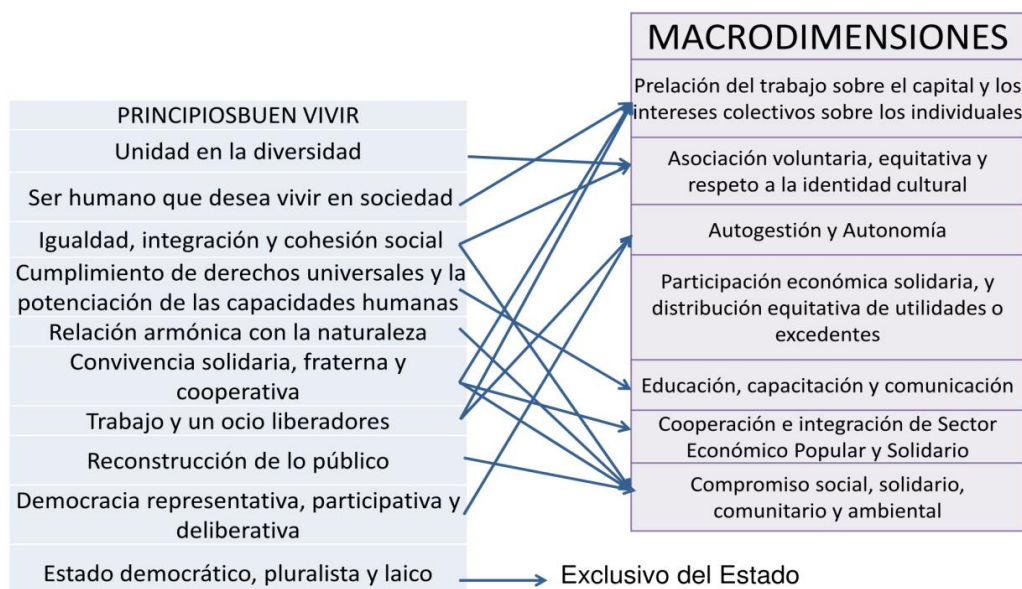 PRINCIPIOSBUEN VIVIR
Unidad en la diversidad
Ser humano que desea vivir en sociedad
Igualdad, integración y cohesión social
Cumplimiento de derechos universales y la
potenciación de las capacidades humanas
Relación armónica con la naturaleza
Convivencia solidaria, fraterna y
cooperativa
Trabajo y un ocio liberadores
Reconstrucción de lo público
Democracia representativa, participativa y
deliberativa
Estado democrático, pluralista y laico
MACRODIMENSIONES
Prelación del trabajo sobre el capital y los
intereses colectivos sobre los individuales
Asociación voluntaria, equitativa y
respeto a la identidad cultural
Autogestión y Autonomía
Participación económica solidaria, y
distribución equitativa de utilidades o
excedentes
Educación, capacitación y comunicación
Cooperación e integración de Sector
Económico Popular y Solidario
Compromiso social, solidario,
comunitario y ambiental
Exclusivo del Estado